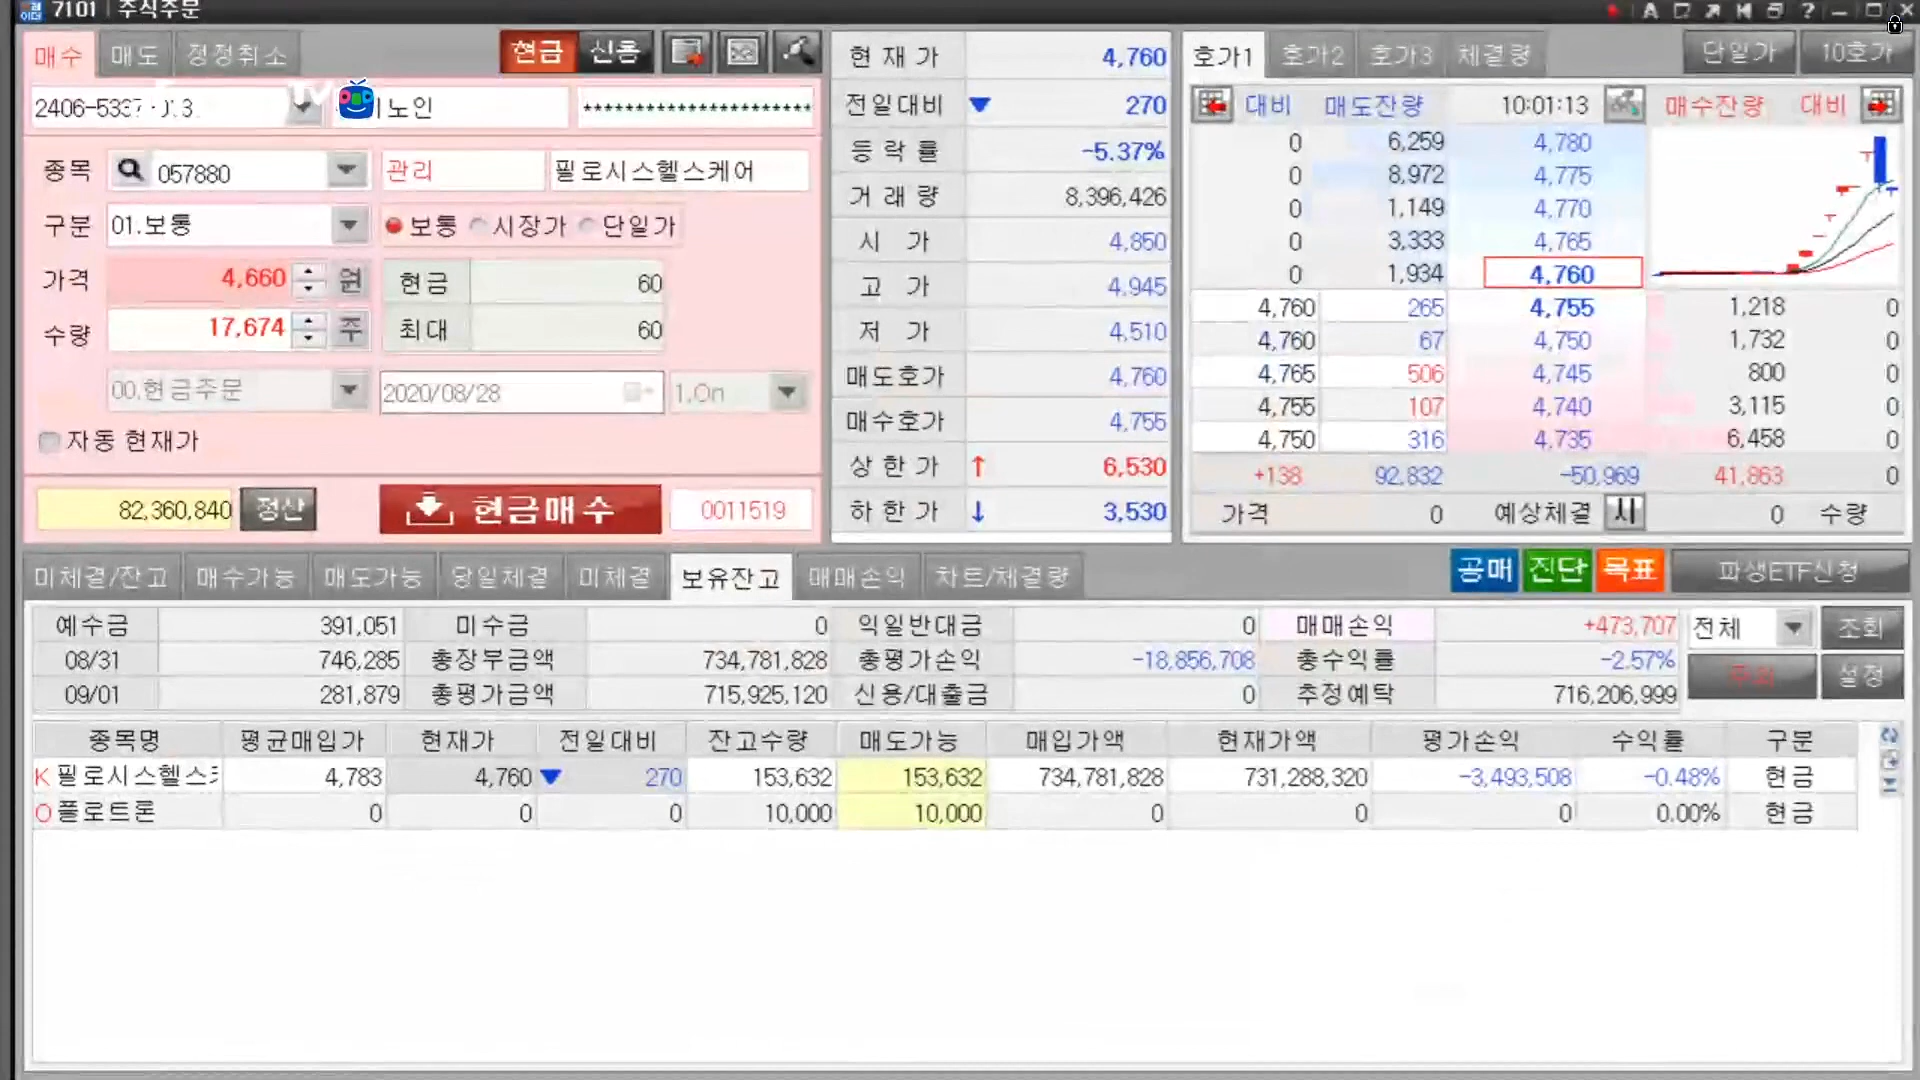 7101 주식주문
매수 매도 정정취소 현금 신용
노인 **********************
종목 057880 관리 필로시스헬스케어
구분 01.보통 보통 시장가 단일가
가격 4,660 원 현금 60
수량 17,674 주 최대 60
00.현금주문 2020/08/28 1.On
자동 현재가
82,360,840 정산 현금매수 0011519
현재가 4,760
전일대비 ▼ 270
등락률 -5.37%
거래량 8,396,426
시가 4,850
고가 4,945
저가 4,510
매도호가 4,760
매수호가 4,755
상한가 ↑ 6,530
하한가 ↓ 3,530
호가1 호가2 호가3 체결량 단일가 10호가
대비 매도잔량 10:01:13 매수잔량 대비
0 6,259 4,780
0 8,972 4,775
0 1,149 4,770
0 3,333 4,765
0 1,934 4,760
4,760 265 4,755 1,218 0
4,760 67 4,750 1,732 0
4,765 506 4,745 800 0
4,755 107 4,740 3,115 0
4,750 316 4,735 6,458 0
+138 92,832 -50,969 41,863 0
가격 0 예상체결 시 0 수량
미체결/잔고 매수가능 매도가능 당일체결 미체결 보유잔고 매매손익 차트/체결량 공매 진단 목표 파생ETF신청
예수금 391,051 미수금 0 익일반대금 0 매매손익 +473,707 전체 조회
08/31 746,285 총장부금액 734,781,828 총평가손익 -18,856,708 총수익률 -2.57%
09/01 281,879 총평가금액 715,925,120 신용/대출금 0 추정예탁 716,206,999 설정
종목명 평균매입가 현재가 전일대비 잔고수량 매도가능 매입가액 현재가액 평가손익 수익률 구분
K 필로시스헬스 4,783 4,760 ▼ 270 153,632 153,632 734,781,828 731,288,320 -3,493,508 -0.48% 현금
O 플로트론 0 0 0 10,000 10,000 0 0 0 0.00% 현금